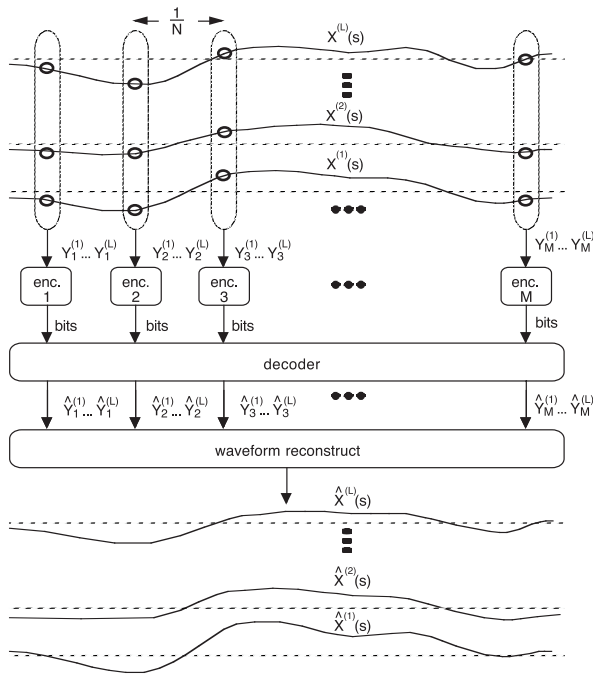 1/N
X^(L)(s)
X^(2)(s)
X^(1)(s)
Y_1^(1)... Y_1^(L) Y_2^(1)... Y_2^(L) Y_3^(1)... Y_3^(L) Y_M^(1)... Y_M^(L)
enc. 1 enc. 2 enc. 3 enc. M
bits bits bits bits
decoder
Ŷ_1^(1)... Ŷ_1^(L) Ŷ_2^(1)... Ŷ_2^(L) Ŷ_3^(1)... Ŷ_3^(L) Ŷ_M^(1)... Ŷ_M^(L)
waveform reconstruct
X̂^(L)(s)
X̂^(2)(s)
X̂^(1)(s)